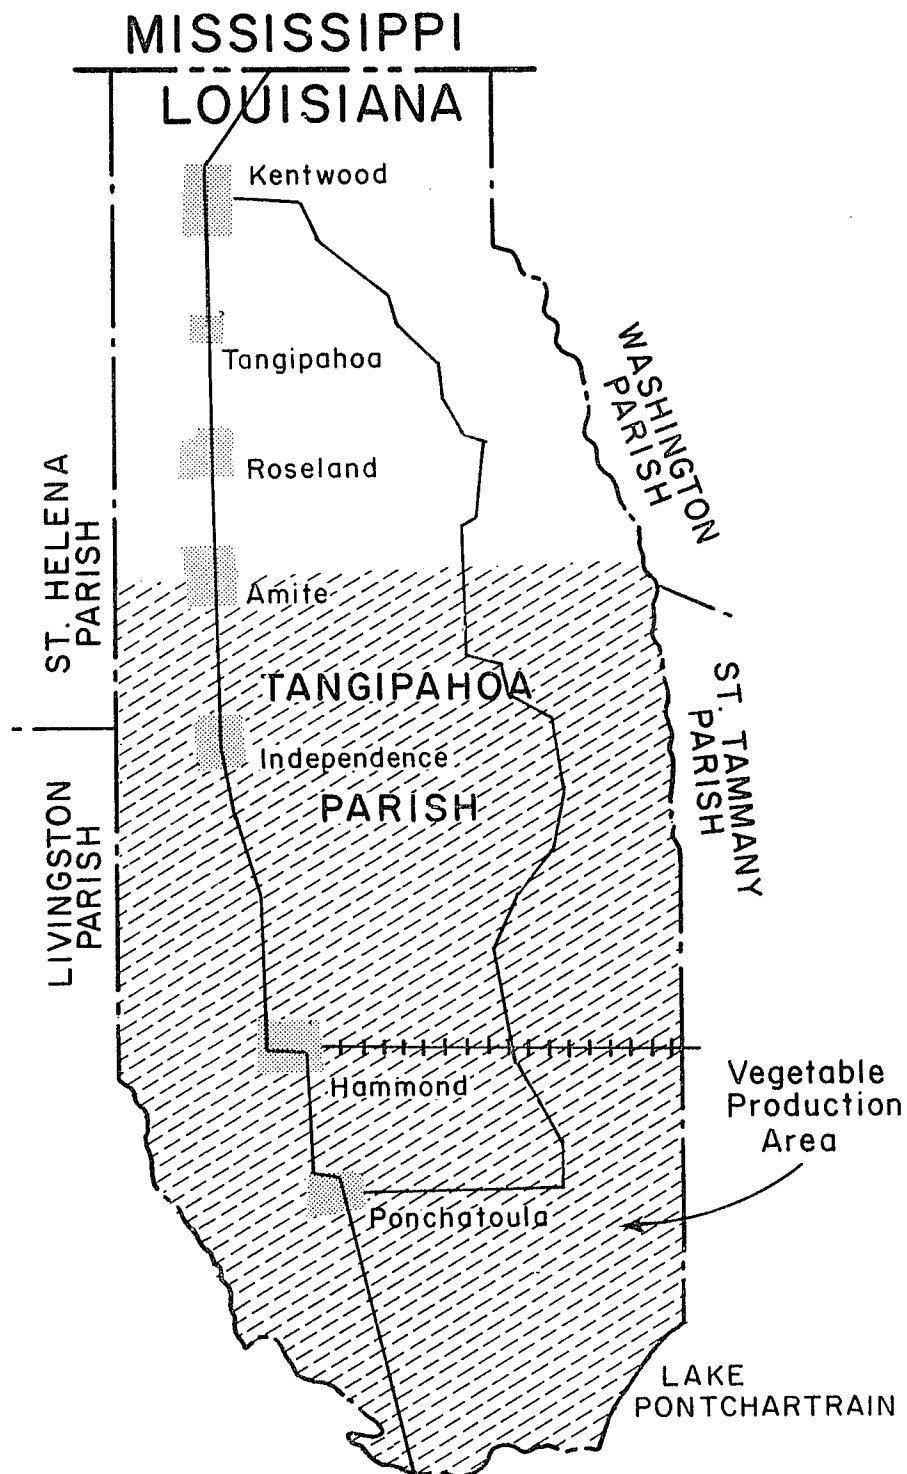 MISSISSIPPI
LOUISIANA
Kentwood
Tangipahoa
Roseland
Amite
WASHINGTON
PARISH
ST. HELENA
PARISH
TANGIPAHOA
PARISH
Independence
ST. TAMMANY
PARISH
LIVINGSTON
PARISH
Hammond
Vegetable
Production
Area
Ponchatoula
LAKE
PONTCHARTRAIN